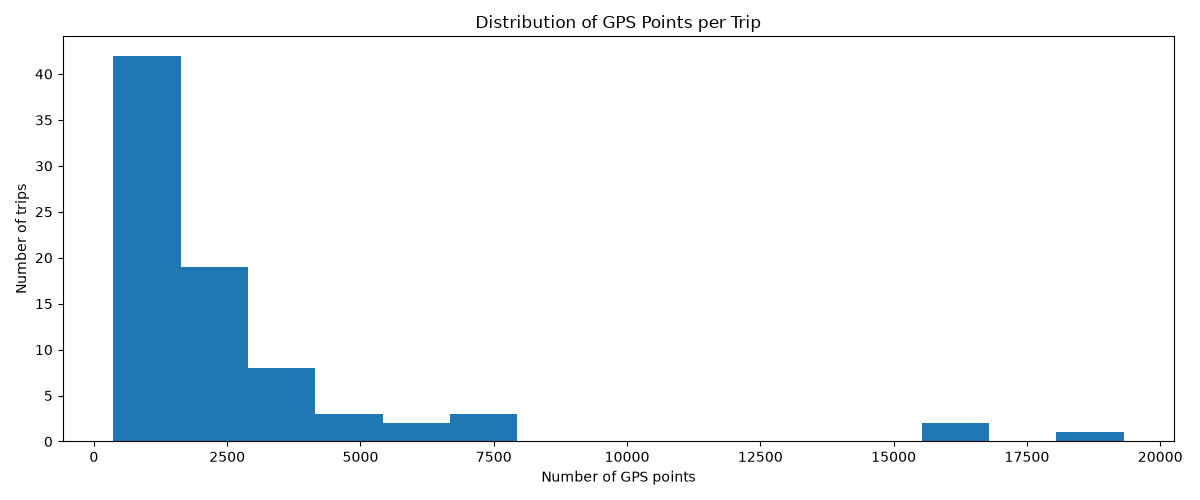 Distribution of GPS Points per Trip
Number of trips
40
35
30
25
20
15
10
5
0
0 2500 5000 7500 10000 12500 15000 17500 20000
Number of GPS points